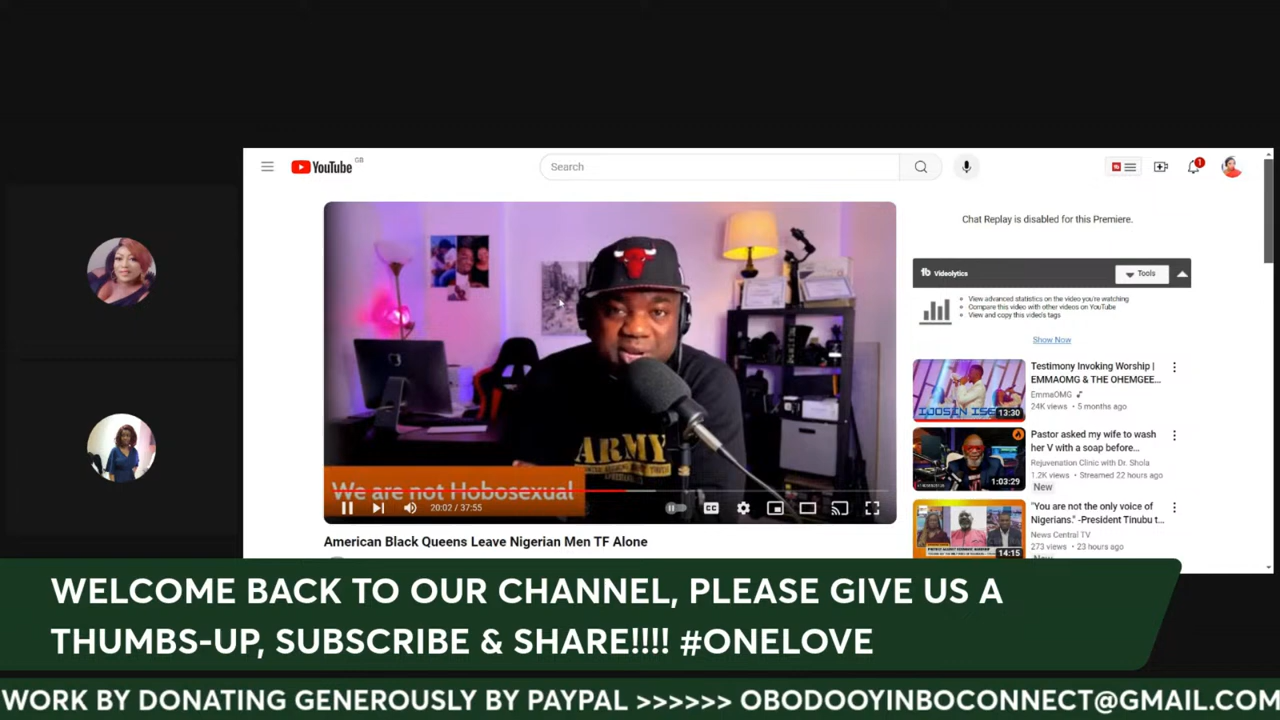 YouTube GB
Search
1
Chat Replay is disabled for this Premiere.
Videolytics
Tools
View advanced statistics on the video you're watching
Compare this video with other videos on YouTube
View and copy this video's tags
Show Now
Testimony Invoking Worship |
EMMAOMG & THE OHEMGEE...
EmmaOMG
24K views • 5 months ago
13:30
Pastor asked my wife to wash
her V with a soap before...
Rejuvenation Clinic with Dr. Shola
1.2K views • Streamed 22 hours ago
New
1:03:29
"You are not the only voice of
Nigerians." -President Tinubu t...
News Central TV
273 views • 23 hours ago
14:15
ARMY
We are not Hobosexual
20:02 / 37:55
CC
American Black Queens Leave Nigerian Men TF Alone
WELCOME BACK TO OUR CHANNEL, PLEASE GIVE US A
THUMBS-UP, SUBSCRIBE & SHARE!!!! #ONELOVE
WORK BY DONATING GENEROUSLY BY PAYPAL >>>>>> OBODOOYINBOCONNECT@GMAIL.COM